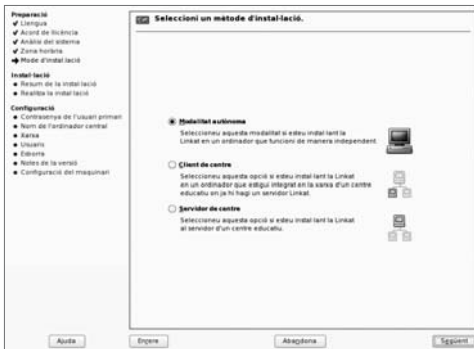 Preparació
Llengua
Acord de llicència
Anàlisi del sistema
Zona horària
Mode d'instal·lació
Instal·lació
Resum de la instal·lació
Realitza la instal·lació
Configuració
Contrasenya de l'usuari primari
Nom de l'ordinador central
Xarxa
Usuaris
Esborra
Notes de la versió
Configuració del maquinari
Seleccioni un mètode d'instal·lació.
Modalitat autònoma
Seleccioneu aquesta modalitat si esteu instal·lant la
Linkat en un ordinador que funcioni de manera independent
Client de centre
Seleccioneu aquesta opció si esteu instal·lant la Linkat
en un ordinador que estigui integrat en la xarxa d'un centre
educatiu on ja hi hagi un servidor Linkat.
Servidor de centre
Seleccioneu aquesta opció si esteu instal·lant la Linkat
al servidor d'un centre educatiu.
Ajuda
Enrere
Abandona
Següent